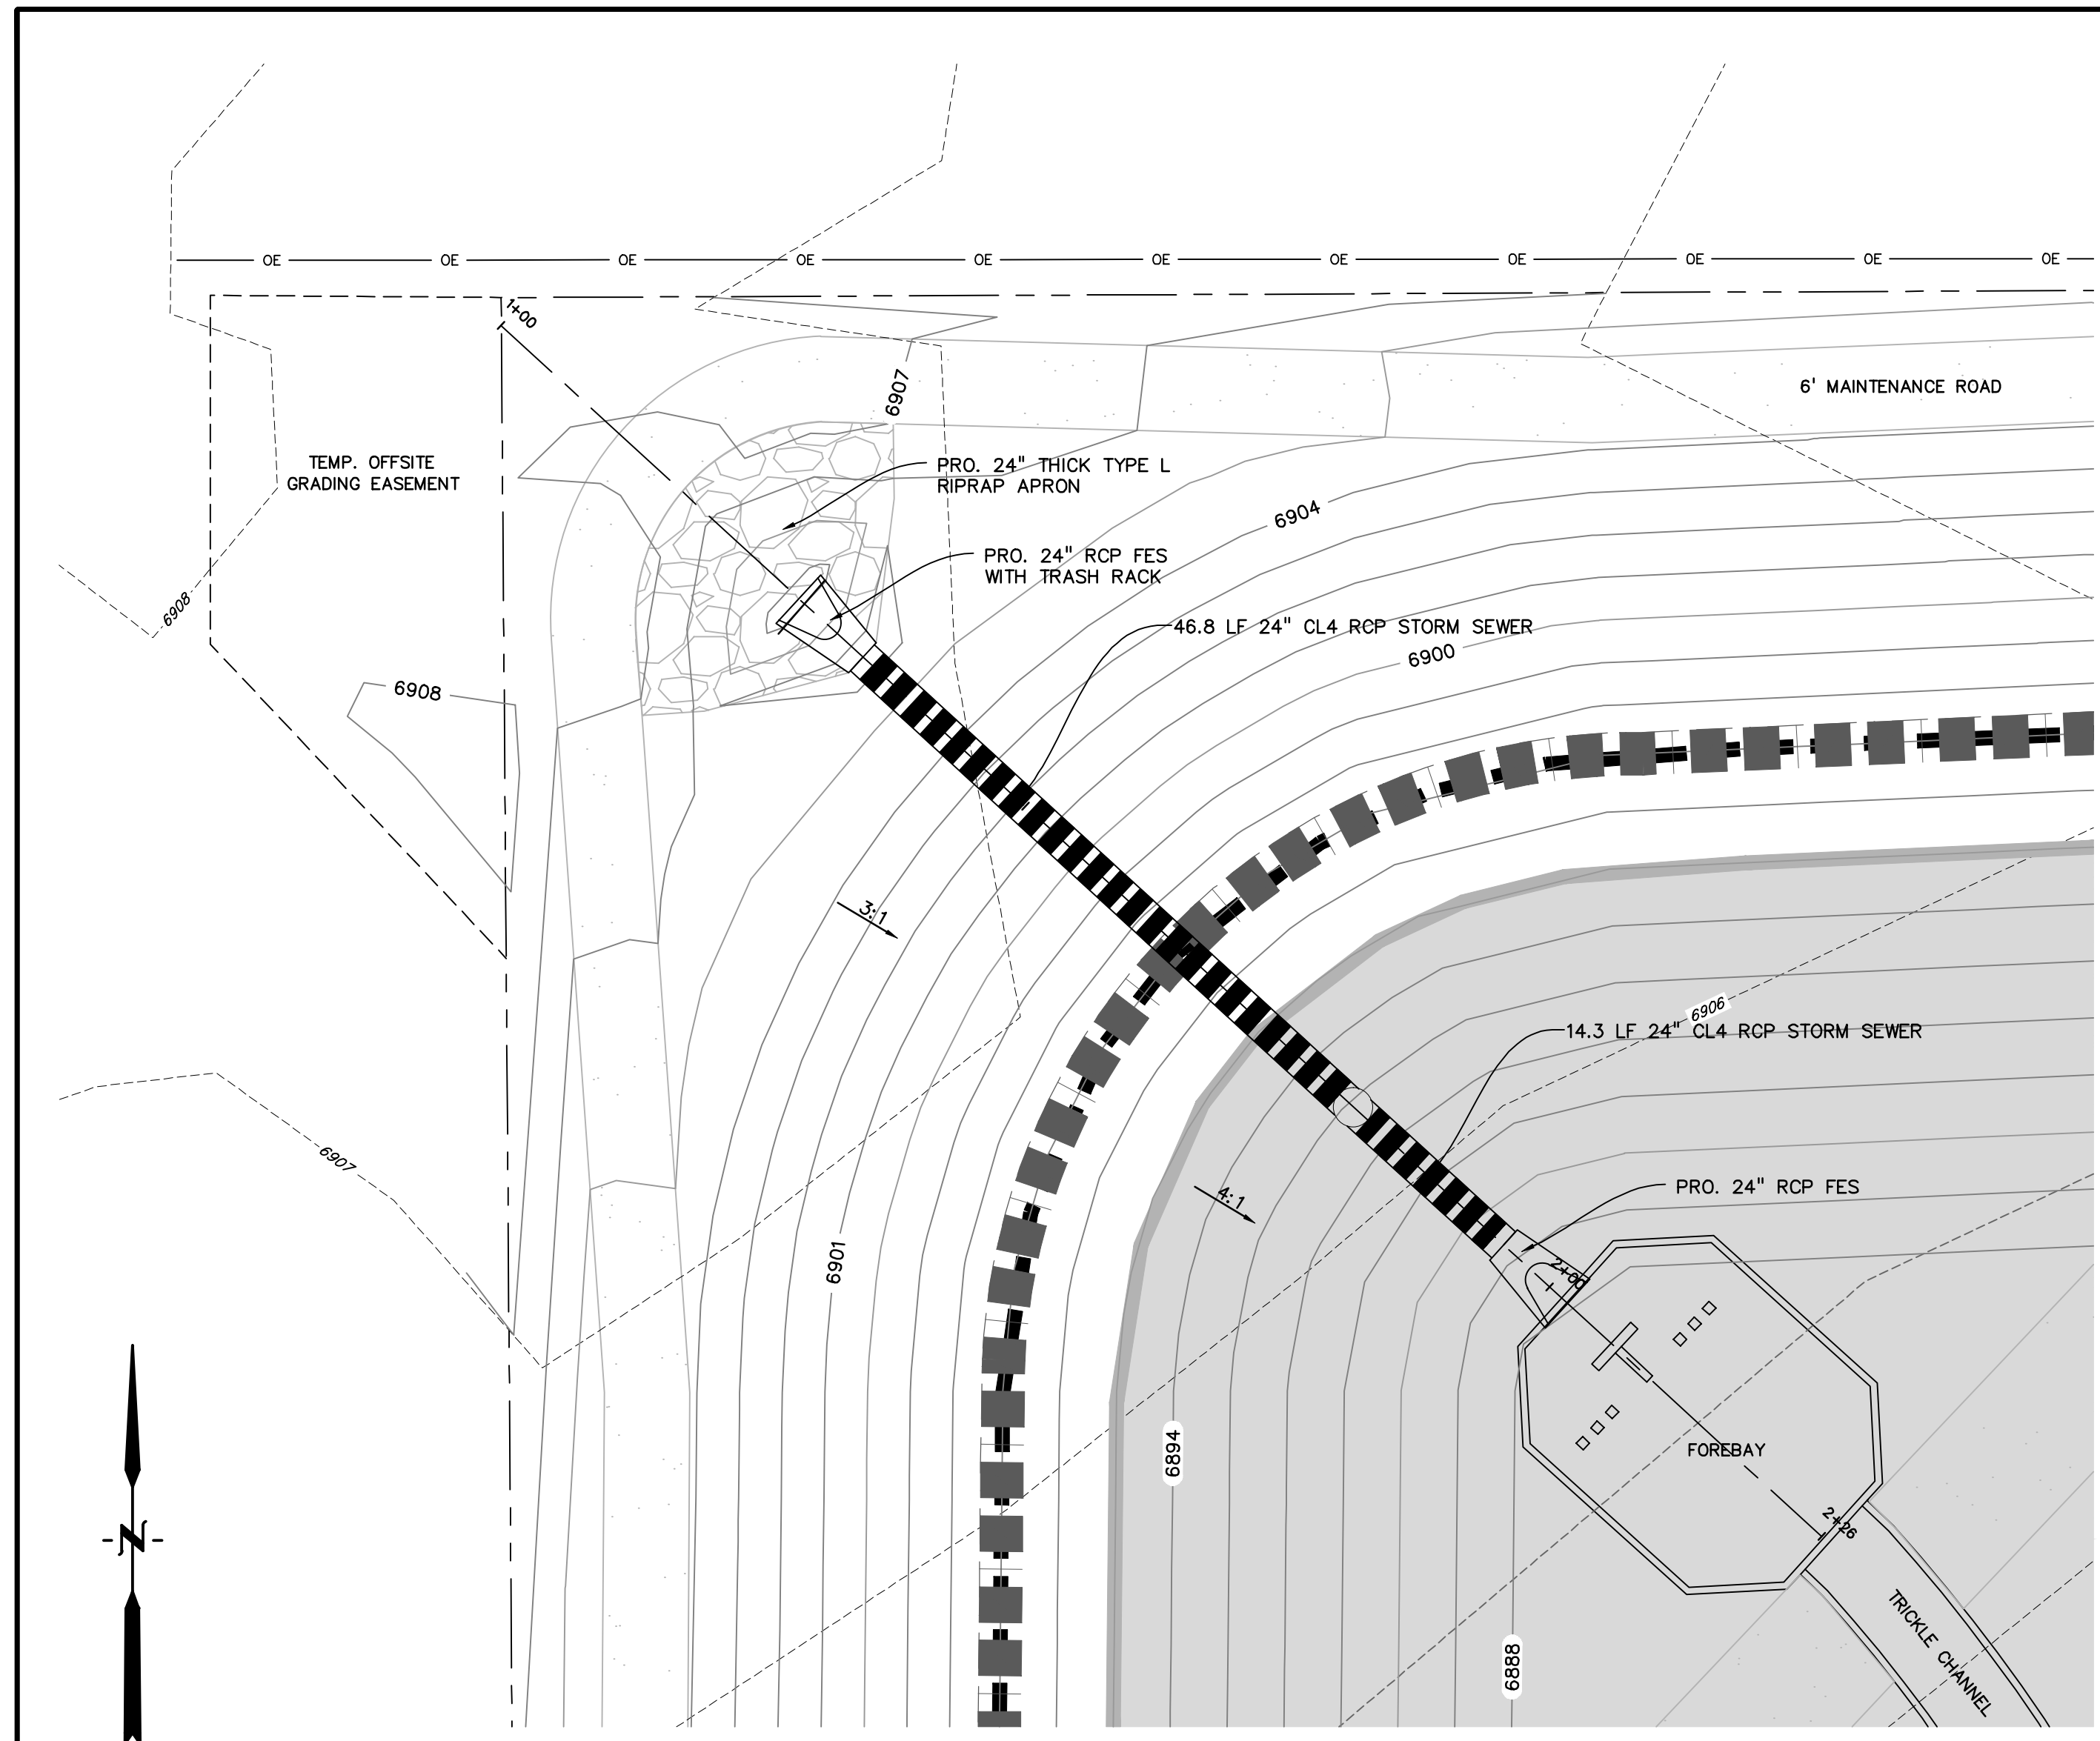 OE OE OE OE OE OE OE OE OE OE OE
1+00
6907
6' MAINTENANCE ROAD
TEMP. OFFSITE
GRADING EASEMENT
PRO. 24" THICK TYPE L
RIPRAP APRON
6904
PRO. 24" RCP FES
WITH TRASH RACK
6908
46.8 LF 24" CL4 RCP STORM SEWER
6900
6908
3:1
6906
14.3 LF 24" CL4 RCP STORM SEWER
6907
4:1
PRO. 24" RCP FES
6901
2+00
6894
FOREBAY
2+26
N
6888
TRICKLE CHANNEL